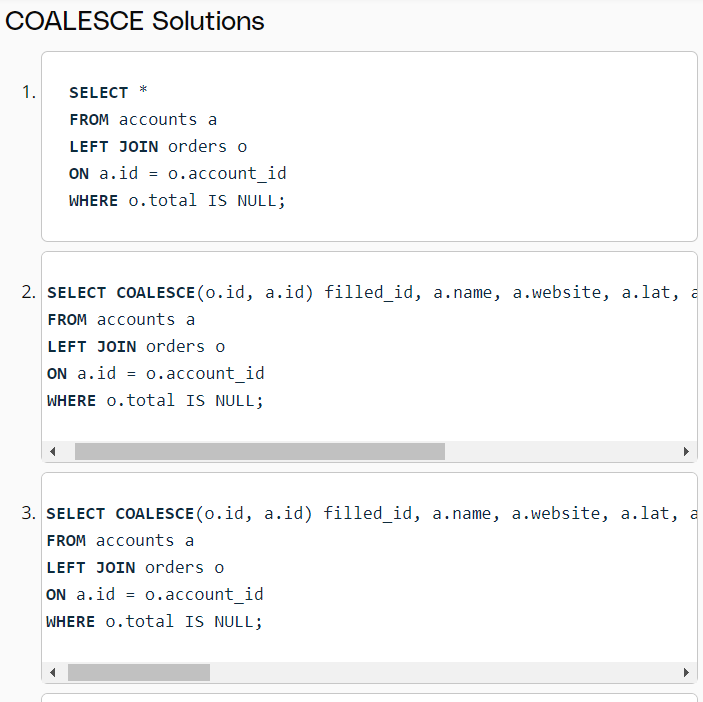 COALESCE Solutions
1. SELECT *
FROM accounts a
LEFT JOIN orders o
ON a.id = o.account_id
WHERE o.total IS NULL;
2. SELECT COALESCE(o.id, a.id) filled_id, a.name, a.website, a.lat, a
FROM accounts a
LEFT JOIN orders o
ON a.id = o.account_id
WHERE o.total IS NULL;
3. SELECT COALESCE(o.id, a.id) filled_id, a.name, a.website, a.lat, a
FROM accounts a
LEFT JOIN orders o
ON a.id = o.account_id
WHERE o.total IS NULL;